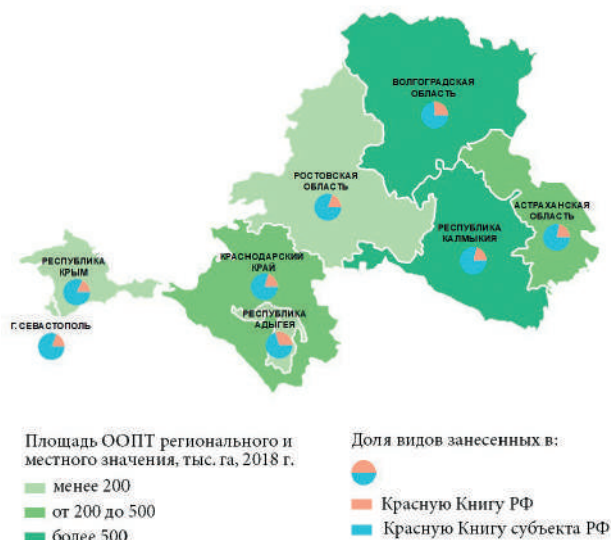 ВОЛГОГРАДСКАЯ
ОБЛАСТЬ
РОСТОВСКАЯ
ОБЛАСТЬ
АСТРАХАНСКАЯ
ОБЛАСТЬ
РЕСПУБЛИКА
КАЛМЫКИЯ
РЕСПУБЛИКА
КРЫМ
КРАСНОДАРСКИЙ
КРАЙ
Г. СЕВАСТОПОЛЬ
РЕСПУБЛИКА
АДЫГЕЯ
Площадь ООПТ регионального и
местного значения, тыс. га, 2018 г.
менее 200
от 200 до 500
более 500
Доля видов занесенных в:
Красную Книгу РФ
Красную Книгу субъекта РФ